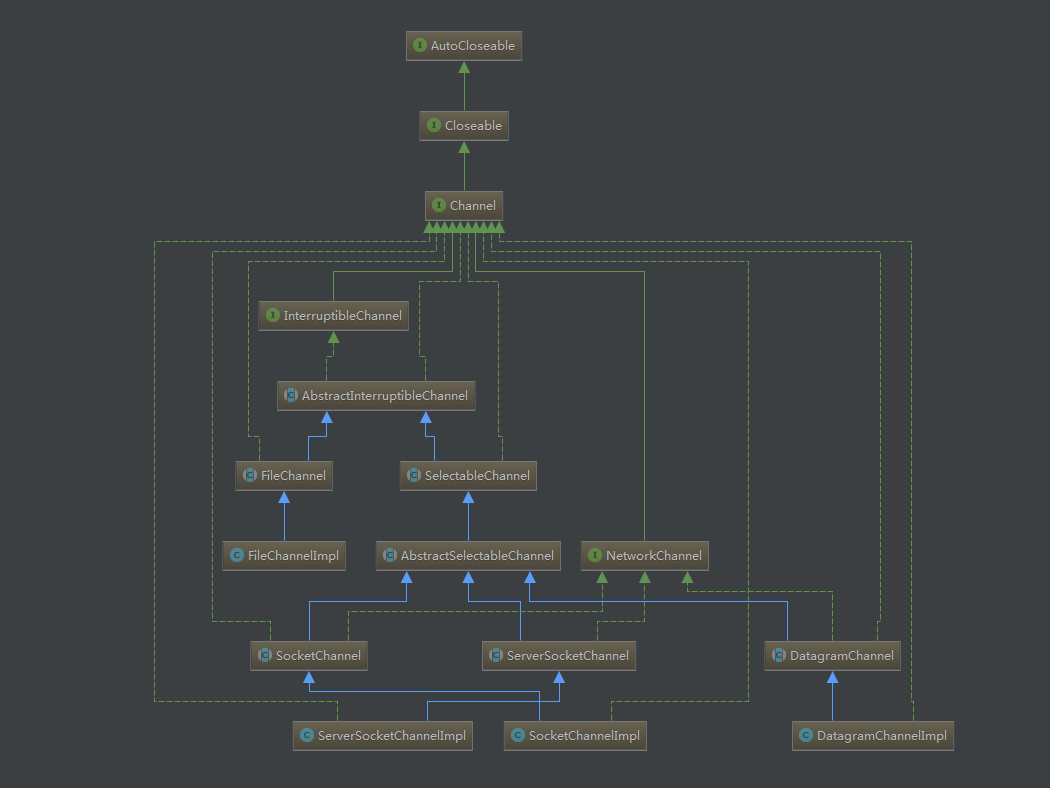 I AutoCloseable
I Closeable
I Channel
I InterruptibleChannel
C AbstractInterruptibleChannel
C FileChannel
C SelectableChannel
C FileChannelImpl
C AbstractSelectableChannel
I NetworkChannel
C SocketChannel
C ServerSocketChannel
C DatagramChannel
C ServerSocketChannelImpl
C SocketChannelImpl
C DatagramChannelImpl